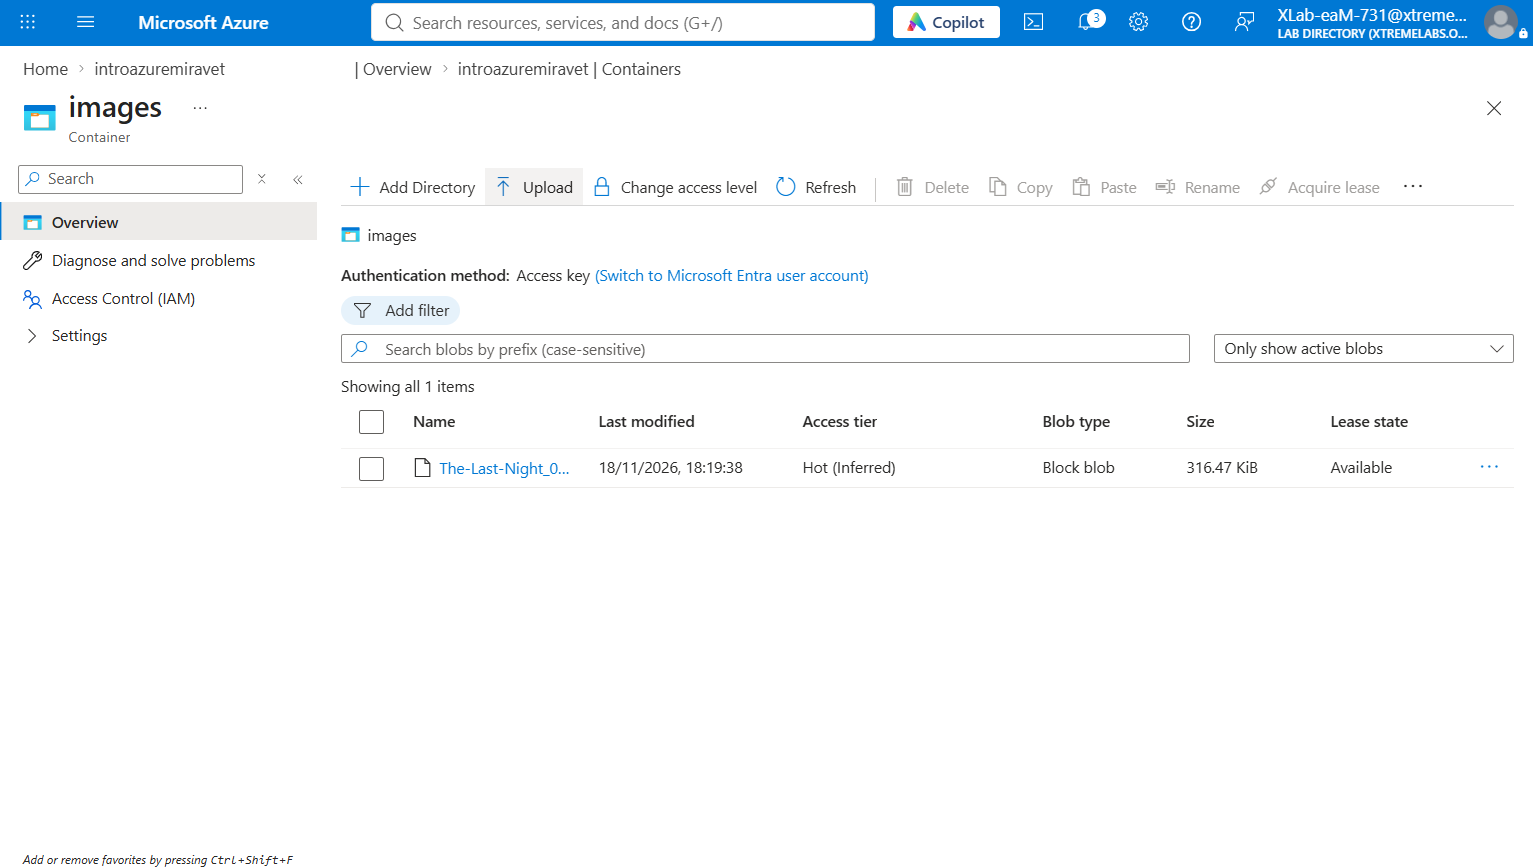 Microsoft Azure
Search resources, services, and docs (G+/)
Copilot
3
XLab-eaM-731@xtreme...
LAB DIRECTORY (XTREMELABS.O...
Home > introazuremiravet | Overview > introazuremiravet | Containers
images ...
Container
Search
Overview
Diagnose and solve problems
Access Control (IAM)
Settings
Add Directory Upload Change access level Refresh Delete Copy Paste Rename Acquire lease ...
images
Authentication method: Access key (Switch to Microsoft Entra user account)
Add filter
Search blobs by prefix (case-sensitive)
Only show active blobs
Showing all 1 items
Name Last modified Access tier Blob type Size Lease state
The-Last-Night_0... 18/11/2026, 18:19:38 Hot (Inferred) Block blob 316.47 KiB Available ...
Add or remove favorites by pressing Ctrl+Shift+F